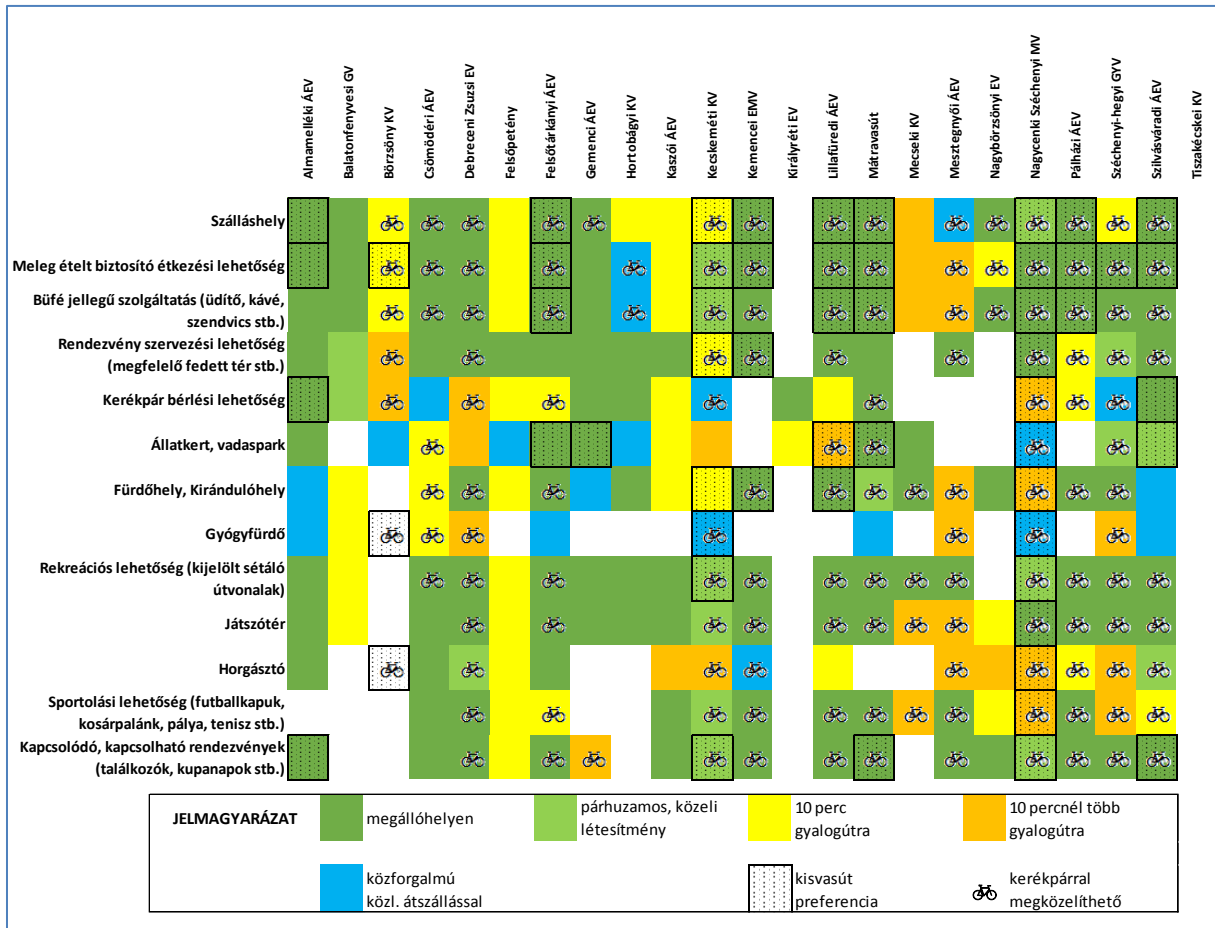 Almamelléki ÁEV
Balatonfenyvesi GV
Börzsöny KV
Csömödéri ÁEV
Debreceni Zsuzsi EV
Felsőpetény
Felsőtárkányi ÁEV
Gemenci ÁEV
Hortobágyi KV
Kaszói ÁEV
Kecskeméti KV
Kemencei EMV
Királyréti EV
Lillafüredi ÁEV
Mátravasút
Mecseki KV
Mesztegnyői ÁEV
Nagybörzsönyi EV
Nagycenki Széchenyi MV
Pálházi ÁEV
Széchenyi-hegyi GYV
Szilvásváradi ÁEV
Tiszakécskei KV
Szálláshely
Meleg ételt biztosító étkezési lehetőség
Büfé jellegű szolgáltatás (üdítő, kávé,
szendvics stb.)
Rendezvény szervezési lehetőség
(megfelelő fedett tér stb.)
Kerékpár bérlési lehetőség
Állatkert, vadaspark
Fürdőhely, Kirándulóhely
Gyógyfürdő
Rekreációs lehetőség (kijelölt sétáló
útvonalak)
Játszótér
Horgásztó
Sportolási lehetőség (futballkapuk,
kosárpalánk, pálya, tenisz stb.)
Kapcsolódó, kapcsolható rendezvények
(találkozók, kupanapok stb.)
JELMAGYARÁZAT
megállóhelyen
párhuzamos, közeli
létesítmény
10 perc
gyalogútra
10 percnél több
gyalogútra
közforgalmú
közl. átszállással
kisvasút
preferencia
kerékpárral
megközelíthető